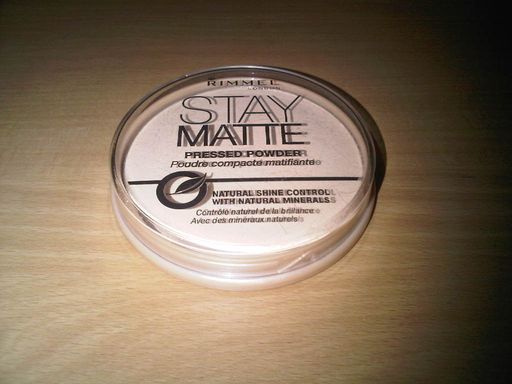 RIMMEL
LONDON
STAY
MATTE
PRESSED POWDER
Poudre compacte matifiante
NATURAL SHINE CONTROL
WITH NATURAL MINERALS
Contrôle naturel de la brillance
Avec des minéraux naturels